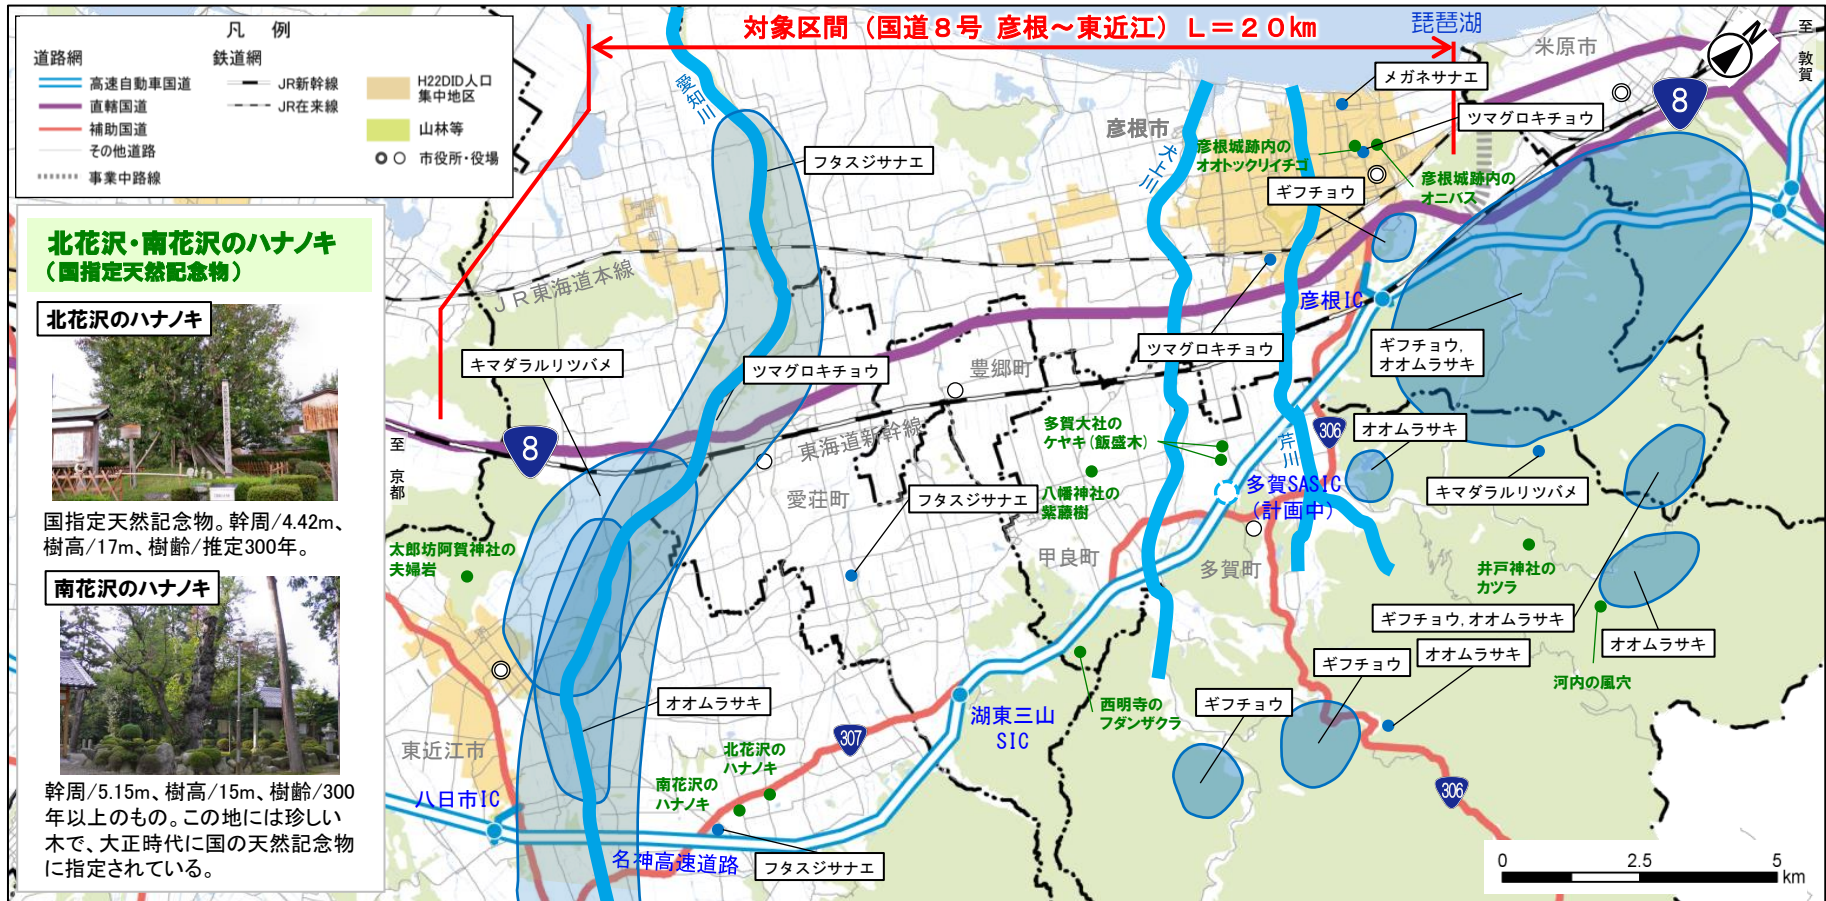 凡 例
道路網
鉄道網
高速自動車国道
直轄国道
補助国道
その他道路
事業中路線
JR新幹線
JR在来線
H22DID人口
集中地区
山林等
市役所・役場
対象区間(国道8号 彦根~東近江) L=20km
琵琶湖
米原市
至
敦賀
N
8
メガネサナエ
ツマグロキチョウ
愛知川
フタスジサナエ
彦根市
犬上川
彦根城跡内の
オオトックリイチゴ
彦根城跡内の
オニバス
ギフチョウ
北花沢・南花沢のハナノキ
(国指定天然記念物)
北花沢のハナノキ
国指定天然記念物。幹周/4.42m、
樹高/17m、樹齢/推定300年。
南花沢のハナノキ
幹周/5.15m、樹高/15m、樹齢/300
年以上のもの。この地には珍しい
木で、大正時代に国の天然記念物
に指定されている。
JR東海道本線
彦根IC
キマダラルリツバメ
ツマグロキチョウ
豊郷町
ツマグロキチョウ
ギフチョウ,
オオムラサキ
至
京都
8
東海道新幹線
愛荘町
多賀大社の
ケヤキ(飯盛木)
芹川
306
オオムラサキ
フタスジサナエ
八幡神社の
紫藤樹
多賀SASIC
(計画中)
キマダラルリツバメ
太郎坊阿賀神社の
夫婦岩
甲良町
多賀町
井戸神社の
カツラ
ギフチョウ,オオムラサキ
オオムラサキ
オオムラサキ
ギフチョウ
河内の風穴
オオムラサキ
ギフチョウ
西明寺の
フダンザクラ
湖東三山
SIC
307
東近江市
北花沢の
ハナノキ
南花沢の
ハナノキ
八日市IC
306
名神高速道路
フタスジサナエ
0 2.5 5
km